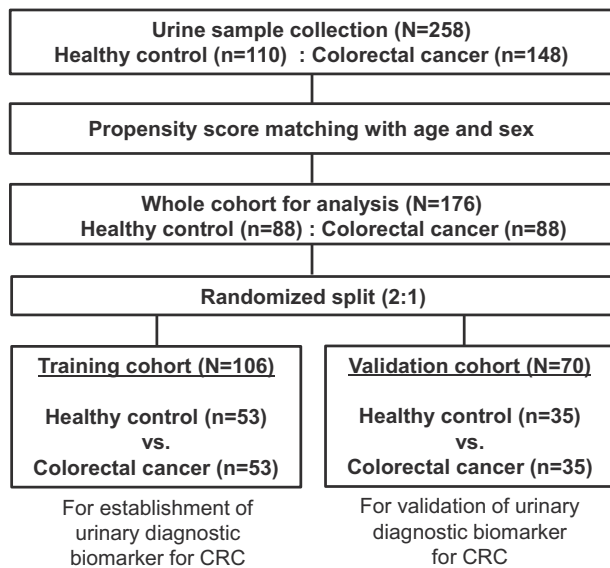 Urine sample collection (N=258)
Healthy control (n=110) : Colorectal cancer (n=148)
Propensity score matching with age and sex
Whole cohort for analysis (N=176)
Healthy control (n=88) : Colorectal cancer (n=88)
Randomized split (2:1)
Training cohort (N=106)
Healthy control (n=53)
vs.
Colorectal cancer (n=53)
For establishment of
urinary diagnostic
biomarker for CRC
Validation cohort (N=70)
Healthy control (n=35)
vs.
Colorectal cancer (n=35)
For validation of urinary
diagnostic biomarker
for CRC